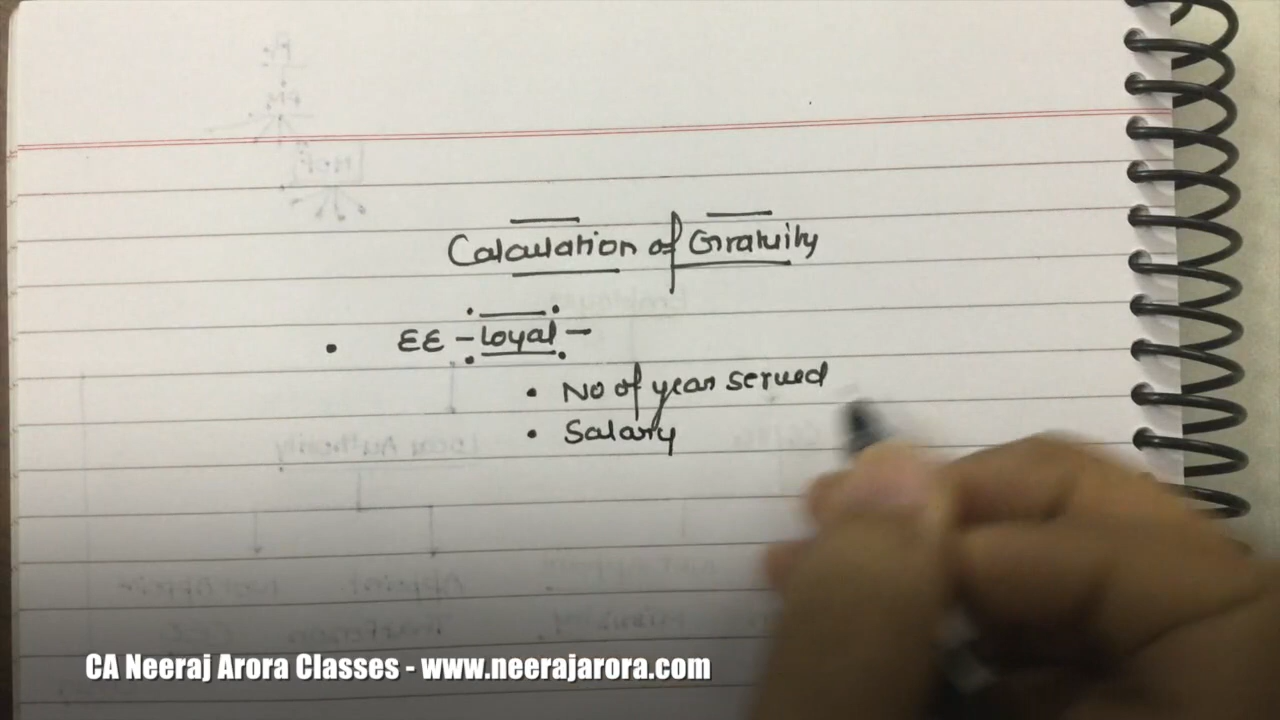 Calculation of Gratuity
• EE - Loyal -
• No of year served
• Salary
CA Neeraj Arora Classes - www.neerajarora.com